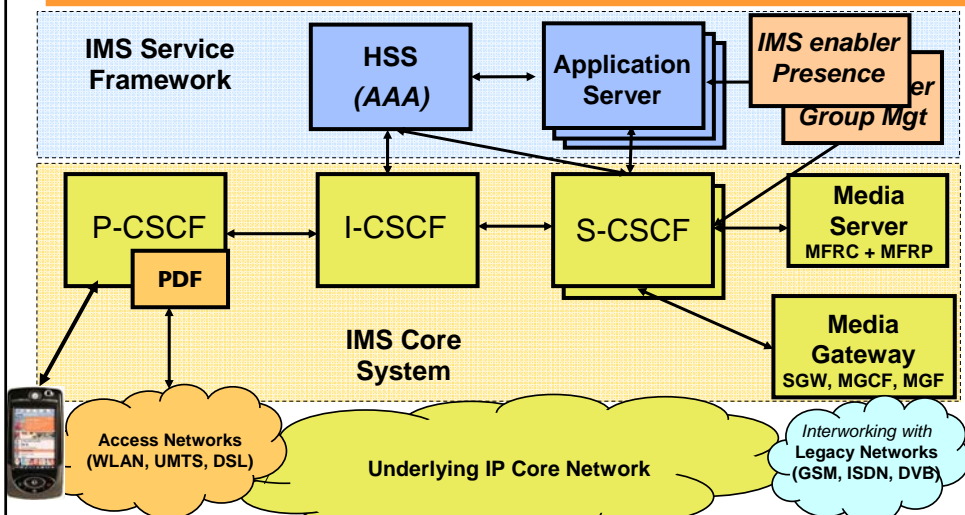 IMS Service
Framework
HSS
(AAA)
Application
Server
IMS enabler
Presence
er
Group Mgt
P-CSCF
PDF
I-CSCF
S-CSCF
Media
Server
MFRC + MFRP
IMS Core
System
Media
Gateway
SGW, MGCF, MGF
Access Networks
(WLAN, UMTS, DSL)
Underlying IP Core Network
Interworking with
Legacy Networks
(GSM, ISDN, DVB)